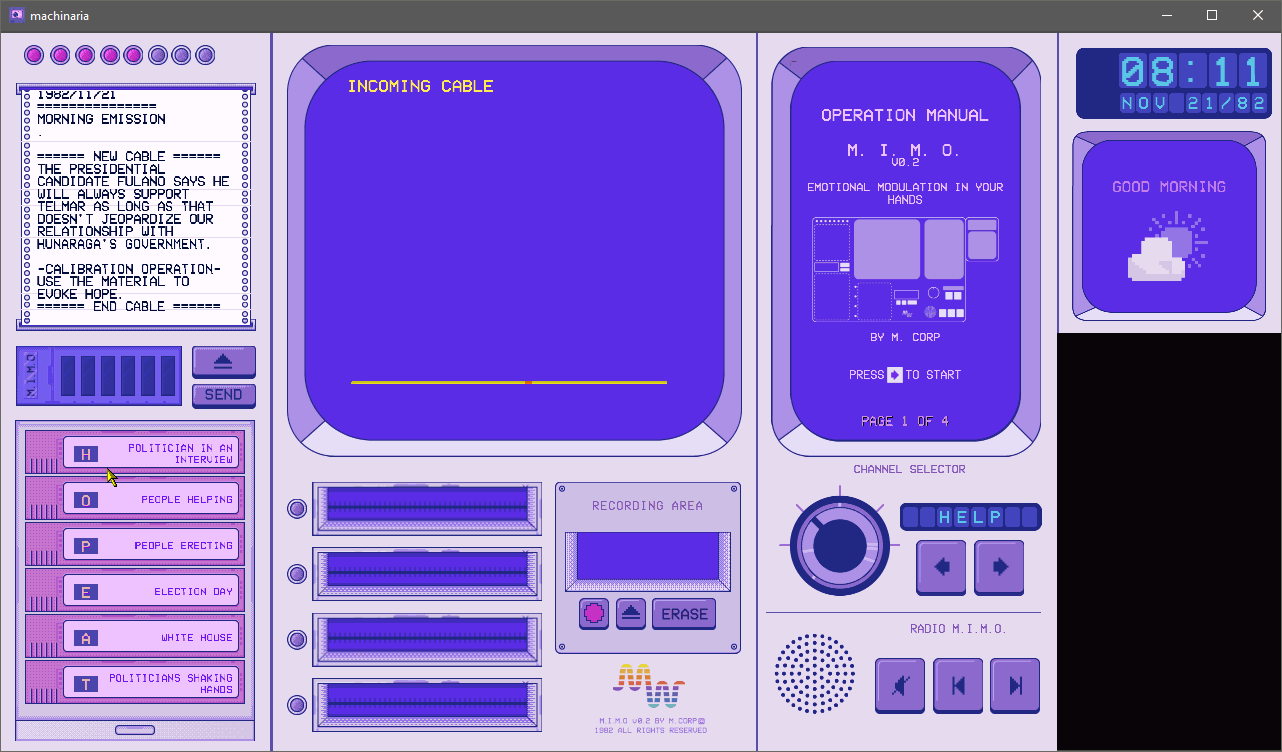 machinaria
1982/11/21
===============
MORNING EMISSION
.
====== NEW CABLE ======
THE PRESIDENTIAL
CANDIDATE FULANO SAYS HE
WILL ALWAYS SUPPORT
TELMAR AS LONG AS THAT
DOESN'T JEOPARDIZE OUR
RELATIONSHIP WITH
HUNARAGA'S GOVERNMENT.
-CALIBRATION OPERATION-
USE THE MATERIAL TO
EVOKE HOPE.
====== END CABLE ======
M.I.M.O
SEND
H POLITICIAN IN AN
INTERVIEW
O PEOPLE HELPING
P PEOPLE ERECTING
E ELECTION DAY
A WHITE HOUSE
T POLITICIANS SHAKING
HANDS
INCOMING CABLE
RECORDING AREA
ERASE
MW
M.I.M.O V0.2 BY M.CORP©
1982 ALL RIGHTS RESERVED
OPERATION MANUAL
M. I. M. O.
V0.2
EMOTIONAL MODULATION IN YOUR
HANDS
BY M. CORP
PRESS TO START
PAGE 1 OF 4
CHANNEL SELECTOR
HELP
RADIO M.I.M.O.
08:11
NOV 21/82
GOOD MORNING